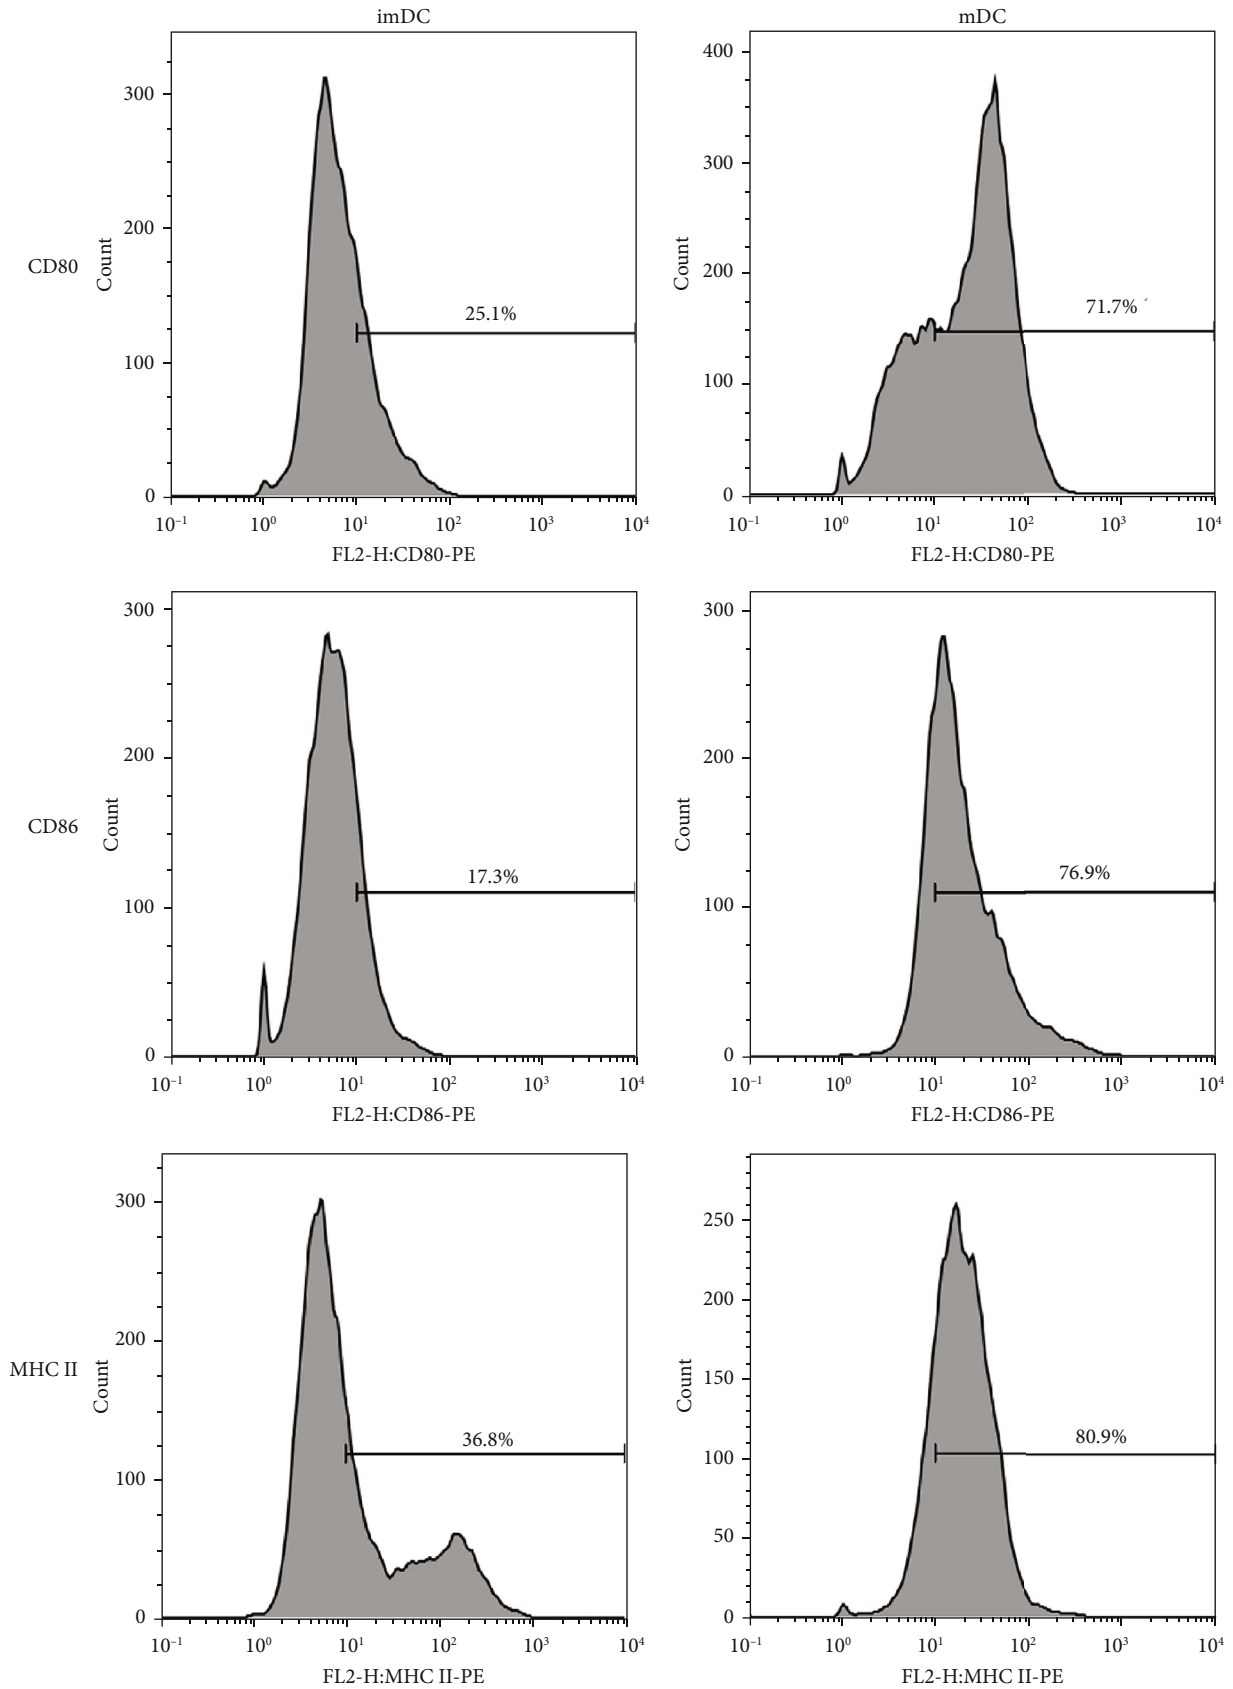 imDC
mDC
CD80
Count
300
200
100
0
25.1%
10⁻¹ 10⁰ 10¹ 10² 10³ 10⁴
FL2-H:CD80-PE
Count
400
300
200
100
0
71.7%
10⁻¹ 10⁰ 10¹ 10² 10³ 10⁴
FL2-H:CD80-PE
CD86
Count
300
200
100
0
17.3%
10⁻¹ 10⁰ 10¹ 10² 10³ 10⁴
FL2-H:CD86-PE
Count
300
200
100
0
76.9%
10⁻¹ 10⁰ 10¹ 10² 10³ 10⁴
FL2-H:CD86-PE
MHC II
Count
300
200
100
0
36.8%
10⁻¹ 10⁰ 10¹ 10² 10³ 10⁴
FL2-H:MHC II-PE
Count
250
200
150
100
50
0
80.9%
10⁻¹ 10⁰ 10¹ 10² 10³ 10⁴
FL2-H:MHC II-PE